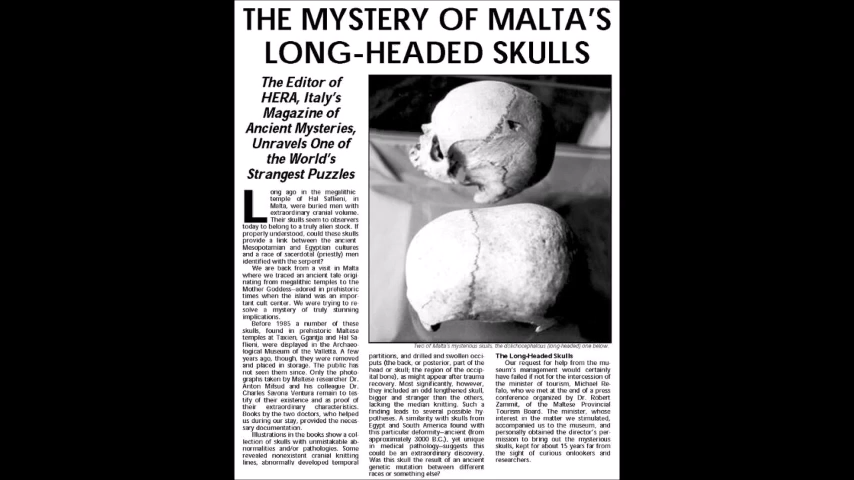 THE MYSTERY OF MALTA'S
LONG-HEADED SKULLS
The Editor of
HERA, Italy's
Magazine of
Ancient Mysteries,
Unravels One of
the World's
Strangest Puzzles
Long ago in the megalithic
temple of Hal Saflieni, in
Malta, were buried men with
extraordinary cranial volume.
Their skulls seem to observers
today to belong to a truly alien stock. If
properly understood, could these skulls
provide a link between the ancient
Mesopotamian and Egyptian cultures
and a race of sacerdotal (priestly) men
identified with the serpent?
We are back from a visit in Malta
where we traced an ancient tale origi-
nating from megalithic temples to the
Mother Goddess—adored in prehistoric
times when the island was an impor-
tant cult center. We were trying to re-
solve a mystery of truly stunning
implications.
Before 1985 a number of these
skulls, found in prehistoric Maltese
temples at Taxien, Ggantja and Hal Sa-
flieni, were displayed in the Archaeo-
logical Museum of the Valletta. A few
years ago, though, they were removed
and placed in storage. The public has
not seen them since. Only the photo-
graphs taken by Maltese researcher Dr.
Anton Mifsud and his colleague Dr.
Charles Savona Ventura remain to tes-
tify of their existence and as proof of
their extraordinary characteristics.
Books by the two doctors, who helped
us during our stay, provided the neces-
sary documentation.
Illustrations in the books show a col-
lection of skulls with unmistakable ab-
normalities and/or pathologies. Some
revealed nonexistent cranial knitting
lines, abnormally developed temporal
Two of Malta's mysterious skulls, the dolichocephalous (long-headed) one below.
partitions, and drilled and swollen occi-
puts (the back, or posterior, part of the
head or skull; the region of the occip-
ital bone), as might appear after trauma
recovery. Most significantly, however,
they included an odd lengthened skull,
bigger and stranger than the others,
lacking the median knitting. Such a
finding leads to several possible hy-
potheses. A similarity with skulls from
Egypt and South America found with
this particular deformity—ancient (from
approximately 3000 B.C.), yet unique
in medical pathology—suggests this
could be an extraordinary discovery.
Was this skull the result of an ancient
genetic mutation between different
races or something else?
The Long-Headed Skulls
Our request for help from the mu-
seum's management would certainly
have failed if not for the intercession of
the minister of tourism, Michael Re-
falo, who we met at the end of a press
conference organized by Dr. Robert
Zammit, of the Maltese Provincial
Tourism Board. The minister, whose
interest in the matter we stimulated,
accompanied us to the museum, and
personally obtained the director's per-
mission to bring out the mysterious
skulls, kept for about 15 years far from
the sight of curious onlookers and
researchers.